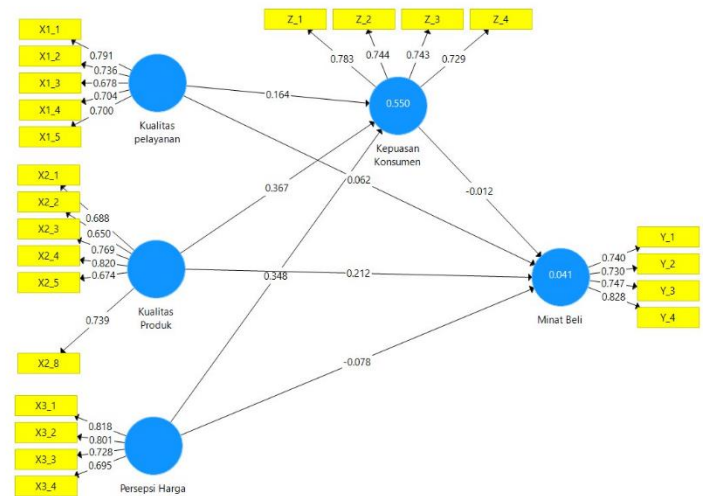 X1_1
X1_2
X1_3
X1_4
X1_5
0.791
0.736
0.678
0.704
0.700
Kualitas
pelayanan
Z_1
Z_2
Z_3
Z_4
0.783
0.744
0.743
0.729
0.550
Kepuasan
Konsumen
0.164
0.367
0.062
-0.012
X2_1
X2_2
X2_3
X2_4
X2_5
X2_8
0.688
0.650
0.769
0.820
0.674
0.739
Kualitas
Produk
0.348
0.212
-0.078
0.041
Minat Beli
0.740
0.730
0.747
0.828
Y_1
Y_2
Y_3
Y_4
X3_1
X3_2
X3_3
X3_4
0.818
0.801
0.728
0.695
Persepsi Harga